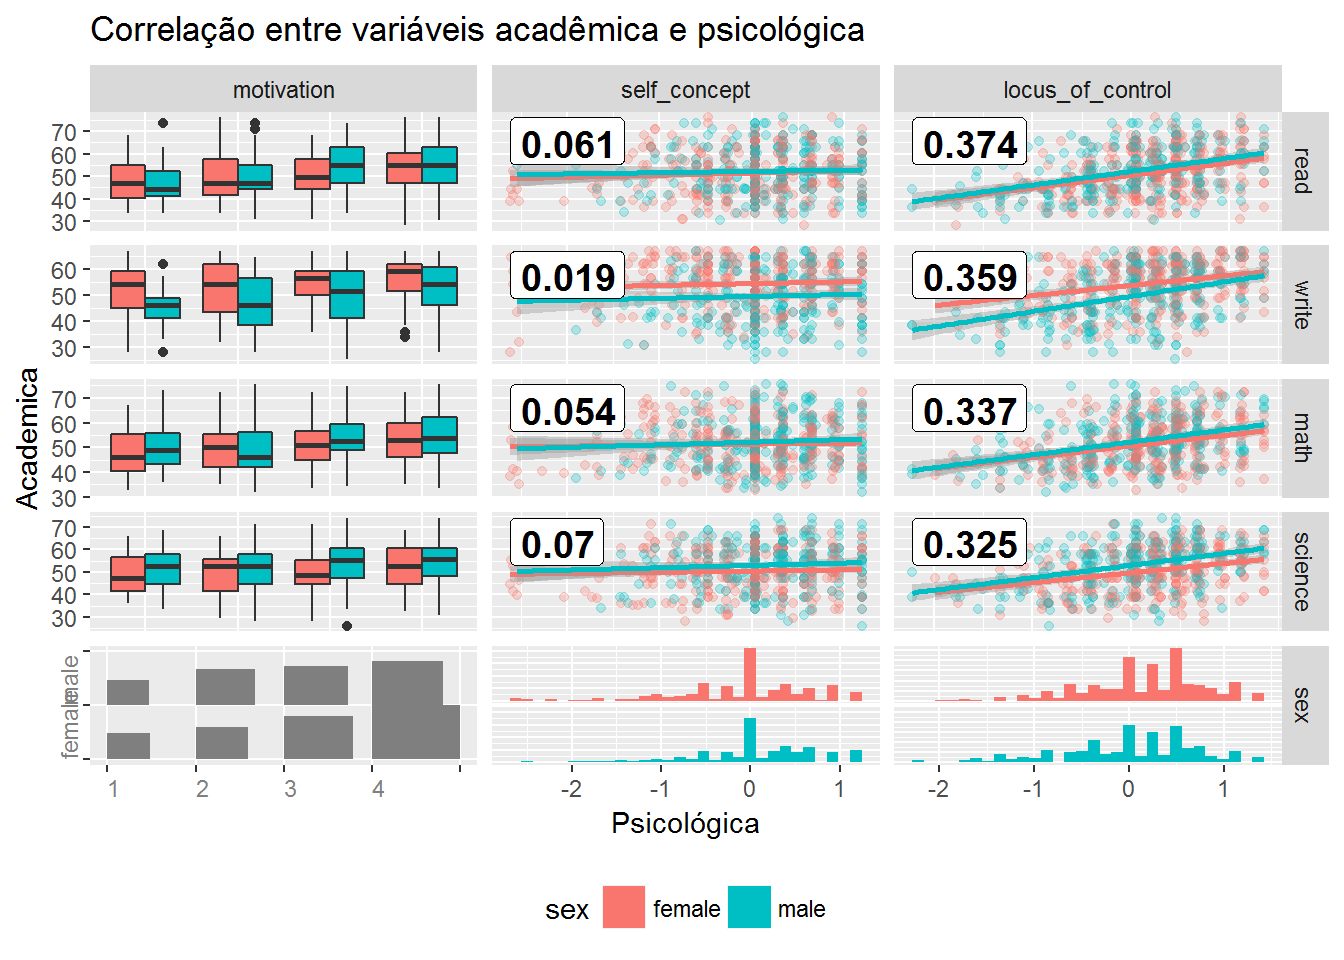 Correlação entre variáveis acadêmica e psicológica
motivation self_concept locus_of_control
70
60
50
40
30
0.061
0.374
read
60
50
40
30
0.019
0.359
write
70
60
50
40
30
0.054
0.337
math
70
60
50
40
30
0.07
0.325
science
male
female
sex
Academica
1 2 3 4
-2 -1 0 1
-2 -1 0 1
Psicológica
sex female male